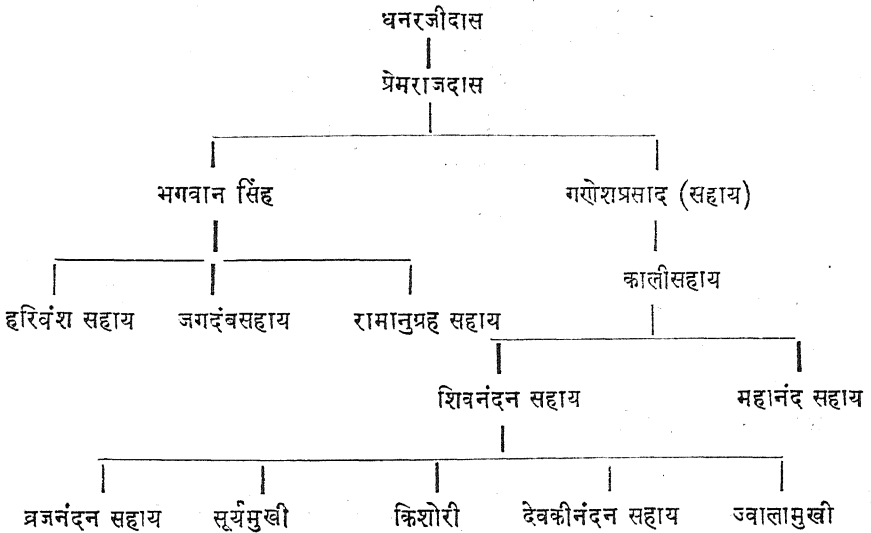 धनरजीदास
प्रेमराजदास
भगवान सिंह गणेशप्रसाद (सहाय)
कालीसहाय
हरिवंश सहाय जगदंबसहाय रामानुग्रह सहाय
शिवनंदन सहाय महानंद सहाय
व्रजनंदन सहाय सूर्यमुखी किशोरी देवकीनंदन सहाय ज्वालामुखी